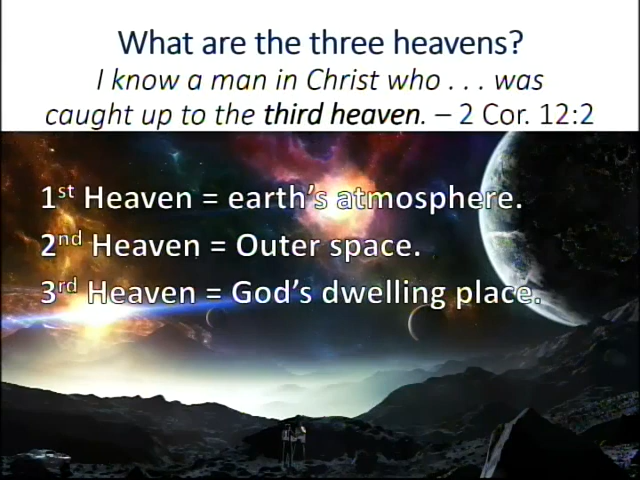 What are the three heavens?
I know a man in Christ who . . . was
caught up to the third heaven. – 2 Cor. 12:2
1st Heaven = earth's atmosphere.
2nd Heaven = Outer space.
3rd Heaven = God's dwelling place.